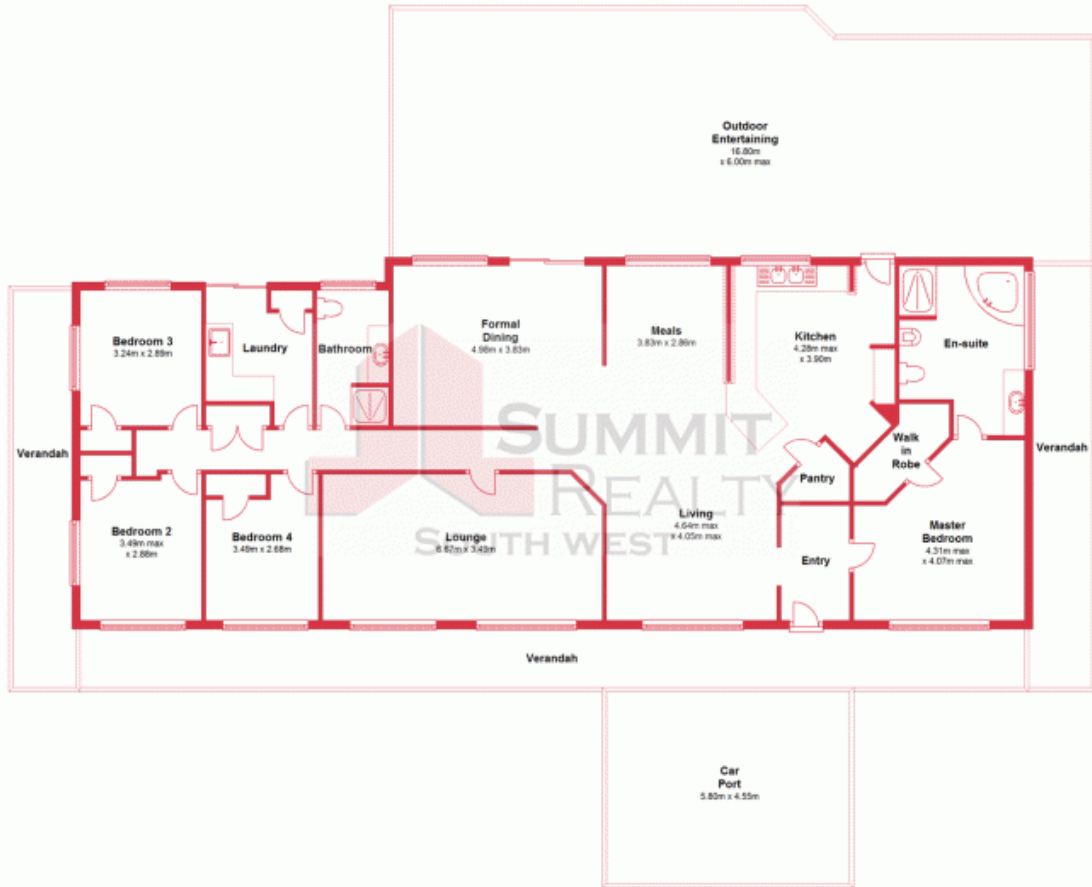 Outdoor
Entertaining
16.80m
x 6.00m max
Bedroom 3
3.24m x 2.89m
Laundry
Bathroom
Formal
Dining
4.98m x 3.83m
Meals
3.83m x 2.86m
Kitchen
4.28m max
x 3.90m
En-suite
Verandah
Walk
in
Robe
Verandah
Pantry
SUMMIT
REALTY
SOUTH WEST
Bedroom 2
3.49m max
x 2.88m
Bedroom 4
3.49m x 2.68m
Lounge
6.67m x 3.43m
Living
4.64m max
x 4.05m max
Entry
Master
Bedroom
4.31m max
x 4.07m max
Verandah
Car
Port
5.80m x 4.55m